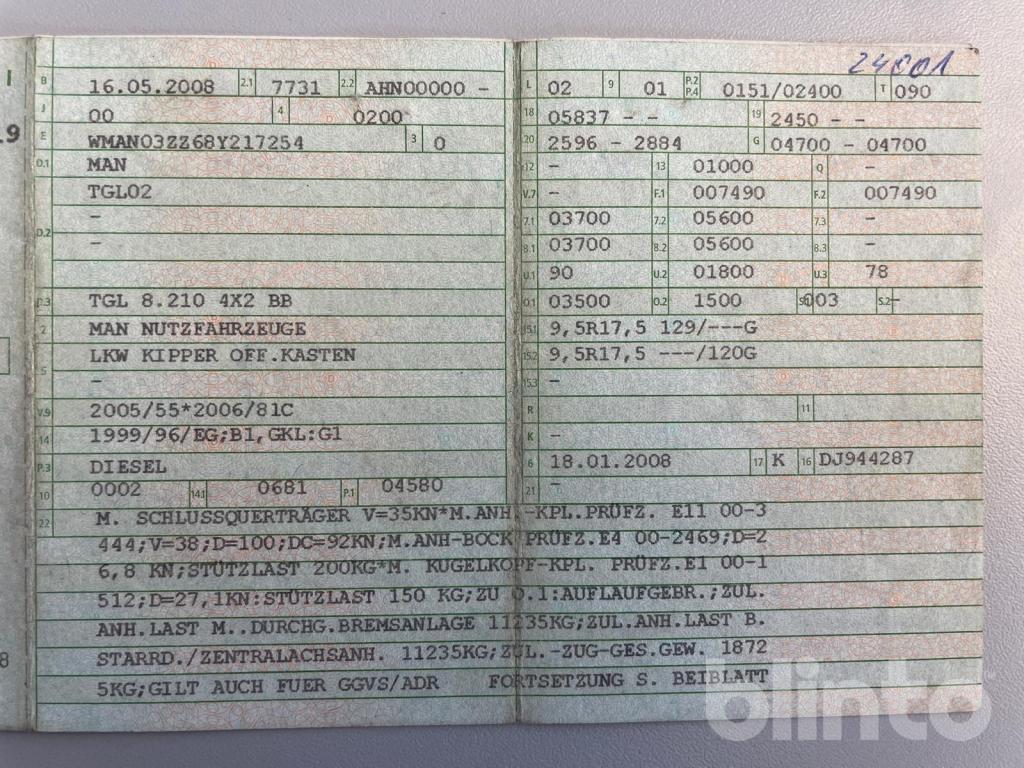 24801
B 16.05.2008 2.1 7731 2.2 AHN00000 -
J 00 4 0200
E WMAN03ZZ68Y217254 3 0
D.1 MAN
TGL02
-
D.2 -
D.3 TGL 8.210 4X2 BB
2 MAN NUTZFAHRZEUGE
LKW KIPPER OFF.KASTEN
5 -
V.9 2005/55*2006/81C
14 1999/96/EG;B1,GKL:G1
P.3 DIESEL
10 0002 14.1 0681 P.1 04580
L 02 9 01 P.2 P.4 0151/02400 T 090
18 05837 - - 19 2450 - -
20 2596 - 2884 G 04700 - 04700
12 - 13 01000 Q -
V.7 - F.1 007490 F.2 007490
7.1 03700 7.2 05600 7.3 -
8.1 03700 8.2 05600 8.3 -
U.1 90 U.2 01800 U.3 78
O.1 03500 O.2 1500 S.1 003 S.2 -
15.1 9,5R17,5 129/---G
15.2 9,5R17,5 ---/120G
15.3 -
R 11
K -
6 18.01.2008 17 K 16 DJ944287
21 -
22 M. SCHLUSSQUERTRÄGER V=35KN*M.ANH.-KPL.PRÜFZ. E11 00-3
444;V=38;D=100;DC=92KN;M.ANH-BOCK PRÜFZ.E4 00-2469;D=2
6,8 KN;STÜTZLAST 200KG*M. KUGELKOPF-KPL. PRÜFZ.E1 00-1
512;D=27,1KN:STÜTZLAST 150 KG;ZU O.1:AUFLAUFGEBR.;ZUL.
ANH.LAST M..DURCHG.BREMSANLAGE 11235KG;ZUL.ANH.LAST B.
STARRD./ZENTRALACHSANH. 11235KG;ZUL.-ZUG-GES.GEW. 1872
5KG;GILT AUCH FUER GGVS/ADR FORTSETZUNG S. BEIBLATT
blinto